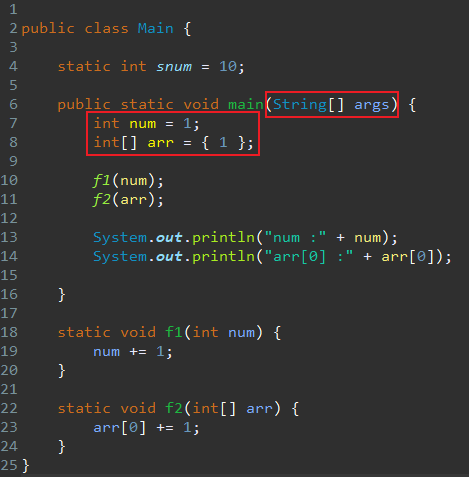 1
2 public class Main {
3
4     static int snum = 10;
5
6     public static void main(String[] args) {
7         int num = 1;
8         int[] arr = { 1 };
9
10         f1(num);
11         f2(arr);
12
13         System.out.println("num :" + num);
14         System.out.println("arr[0] :" + arr[0]);
15
16     }
17
18     static void f1(int num) {
19         num += 1;
20     }
21
22     static void f2(int[] arr) {
23         arr[0] += 1;
24     }
25 }